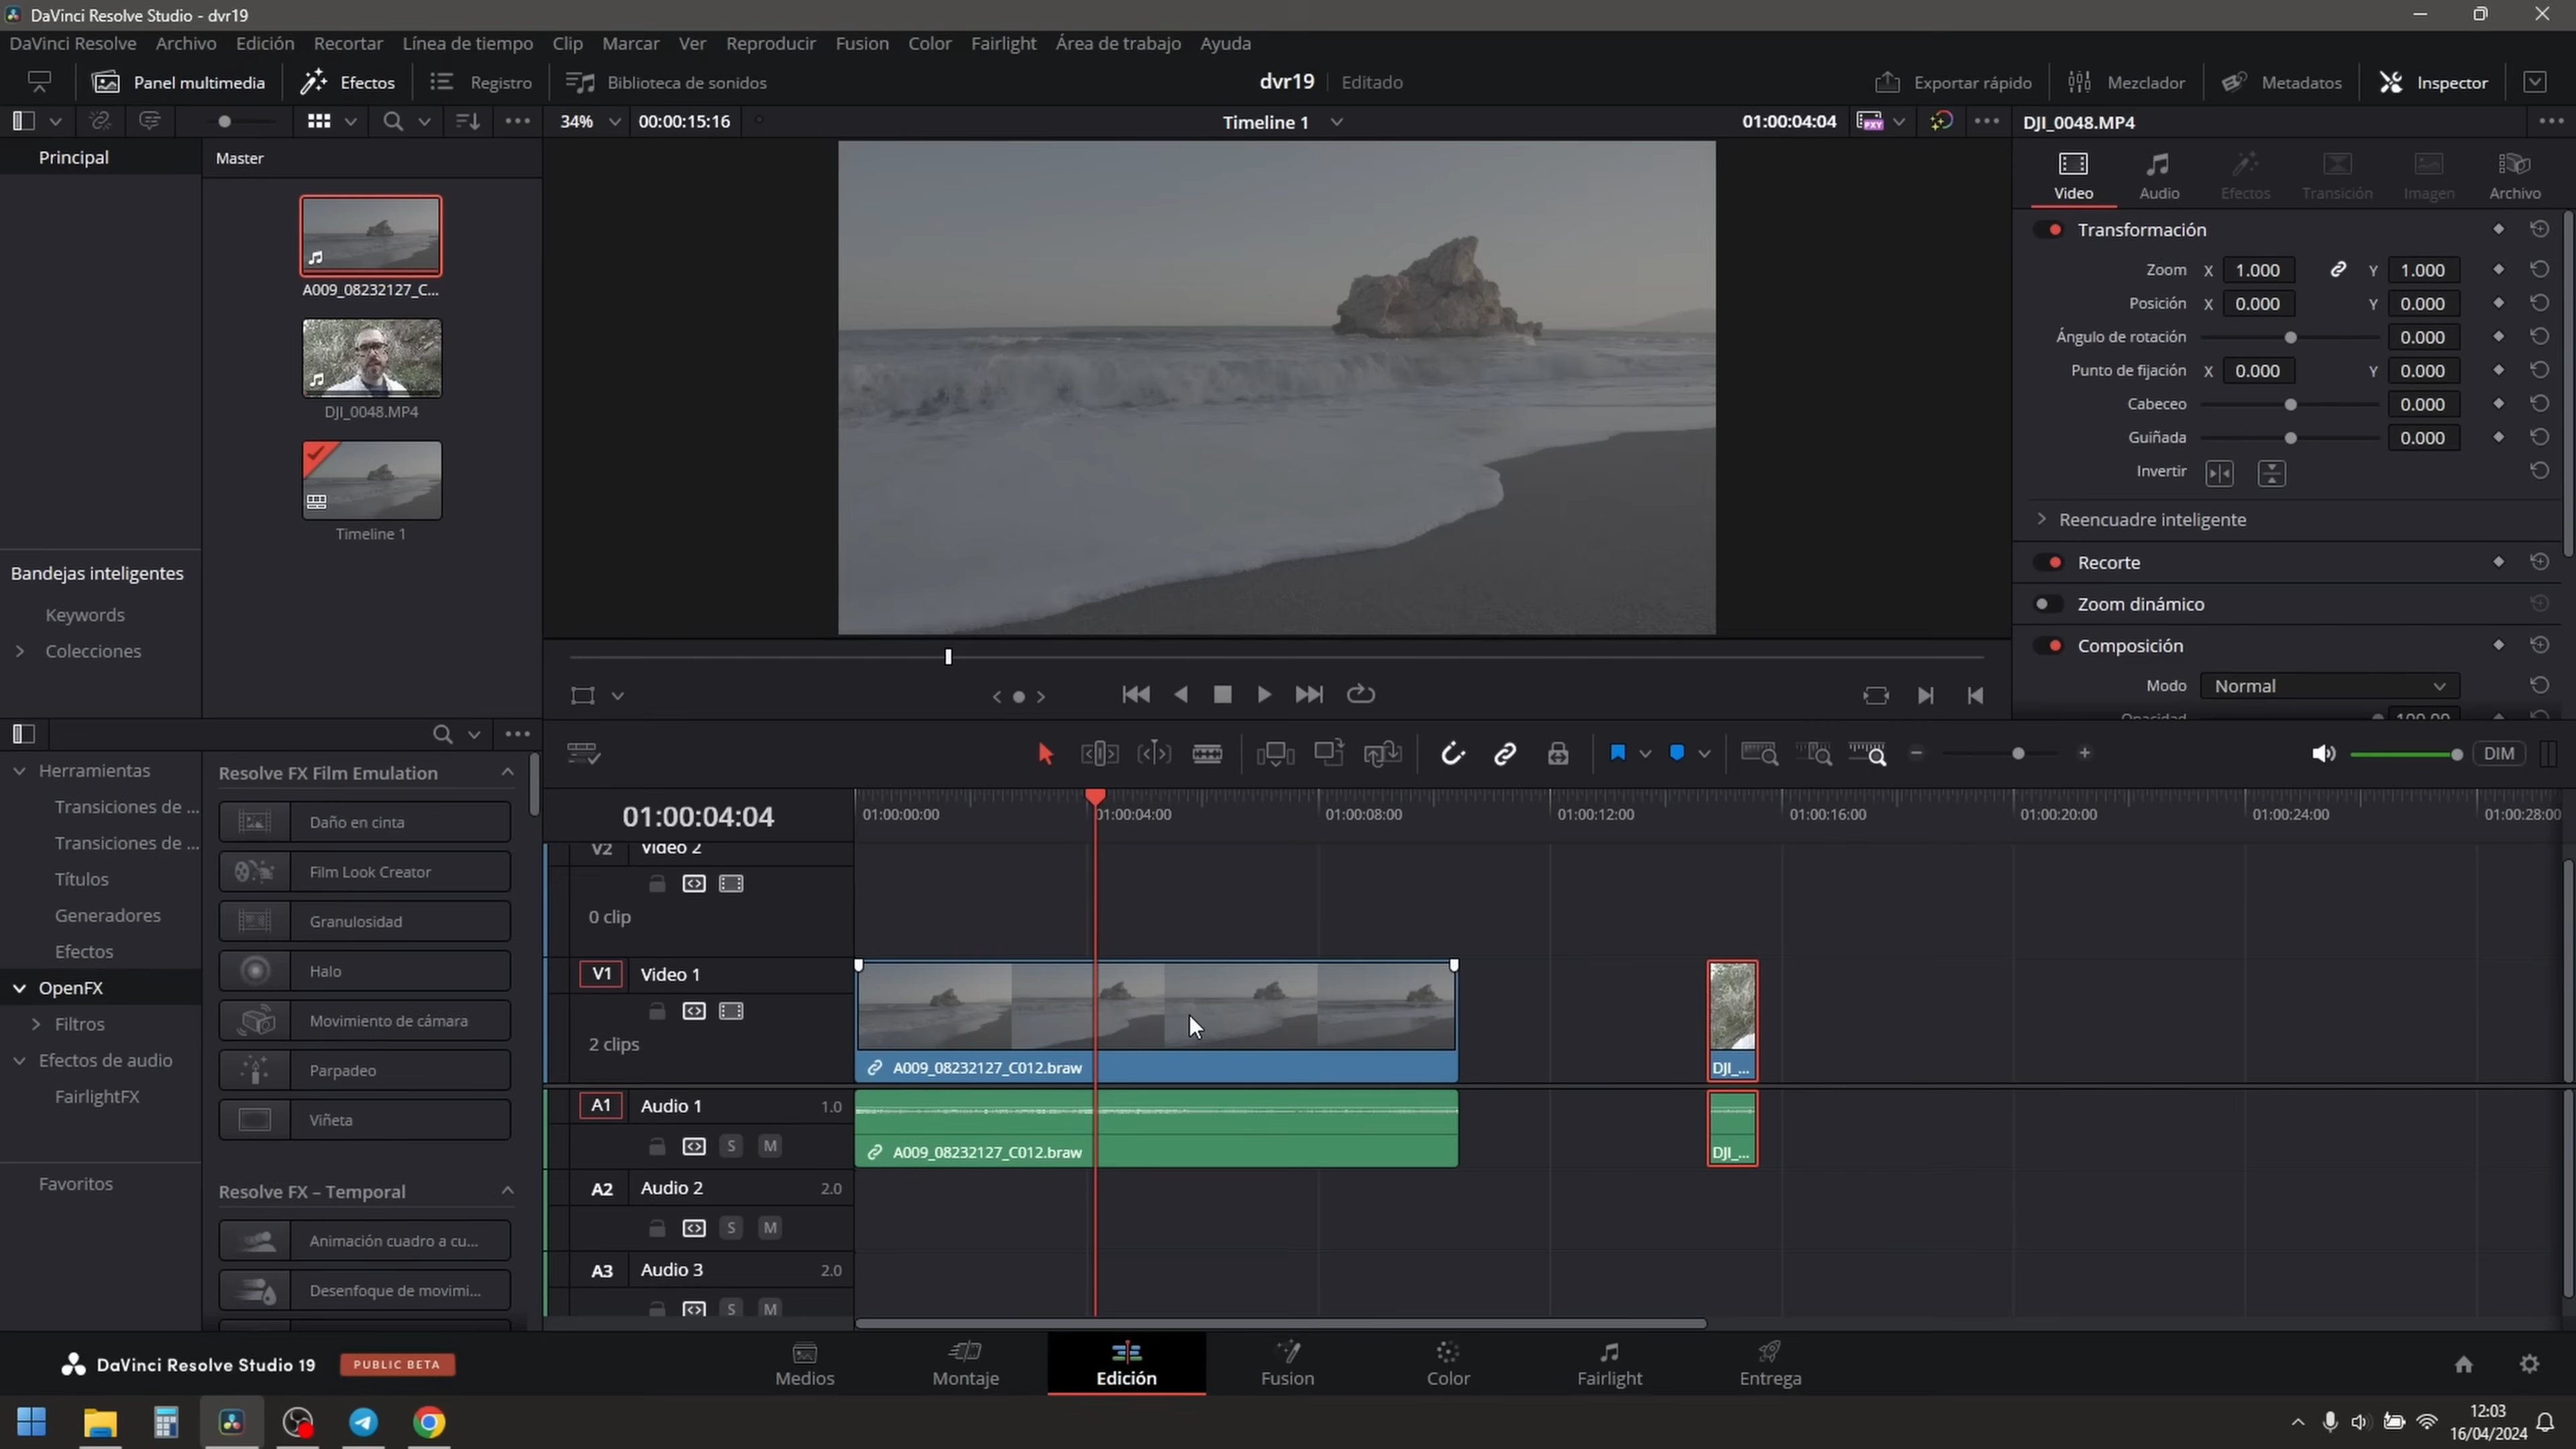 DaVinci Resolve Studio - dvr19
DaVinci Resolve Archivo Edición Recortar Línea de tiempo Clip Marcar Ver Reproducir Fusion Color Fairlight Área de trabajo Ayuda
Panel multimedia Efectos Registro Biblioteca de sonidos dvr19 Editado Exportar rápido Mezclador Metadatos Inspector
34% 00:00:15:16 Timeline 1 01:00:04:04 PXY DJI_0048.MP4
Principal
Master
A009_08232127_C...
DJI_0048.MP4
Timeline 1
Bandejas inteligentes
Keywords
Colecciones
Video Audio Efectos Transición Imagen Archivo
Transformación
Zoom X 1.000 Y 1.000
Posición X 0.000 Y 0.000
Ángulo de rotación 0.000
Punto de fijación X 0.000 Y 0.000
Cabeceo 0.000
Guiñada 0.000
Invertir
Reencuadre inteligente
Recorte
Zoom dinámico
Composición
Modo Normal
Opacidad 100.00
Herramientas
Transiciones de ...
Transiciones de ...
Títulos
Generadores
Efectos
OpenFX
Filtros
Efectos de audio
FairlightFX
Favoritos
Resolve FX Film Emulation
Daño en cinta
Film Look Creator
Granulosidad
Halo
Movimiento de cámara
Parpadeo
Viñeta
Resolve FX – Temporal
Animación cuadro a cu...
Desenfoque de movimi...
DIM
01:00:04:04
01:00:00:00 01:00:04:00 01:00:08:00 01:00:12:00 01:00:16:00 01:00:20:00 01:00:24:00 01:00:28:00
V2 Video 2
0 clip
V1 Video 1
2 clips
A009_08232127_C012.braw
DJI_...
A1 Audio 1 1.0
S M
A009_08232127_C012.braw
DJI_...
A2 Audio 2 2.0
S M
A3 Audio 3 2.0
S M
DaVinci Resolve Studio 19 PUBLIC BETA
Medios Montaje Edición Fusion Color Fairlight Entrega
12:03
16/04/2024